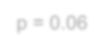 p = 0.06